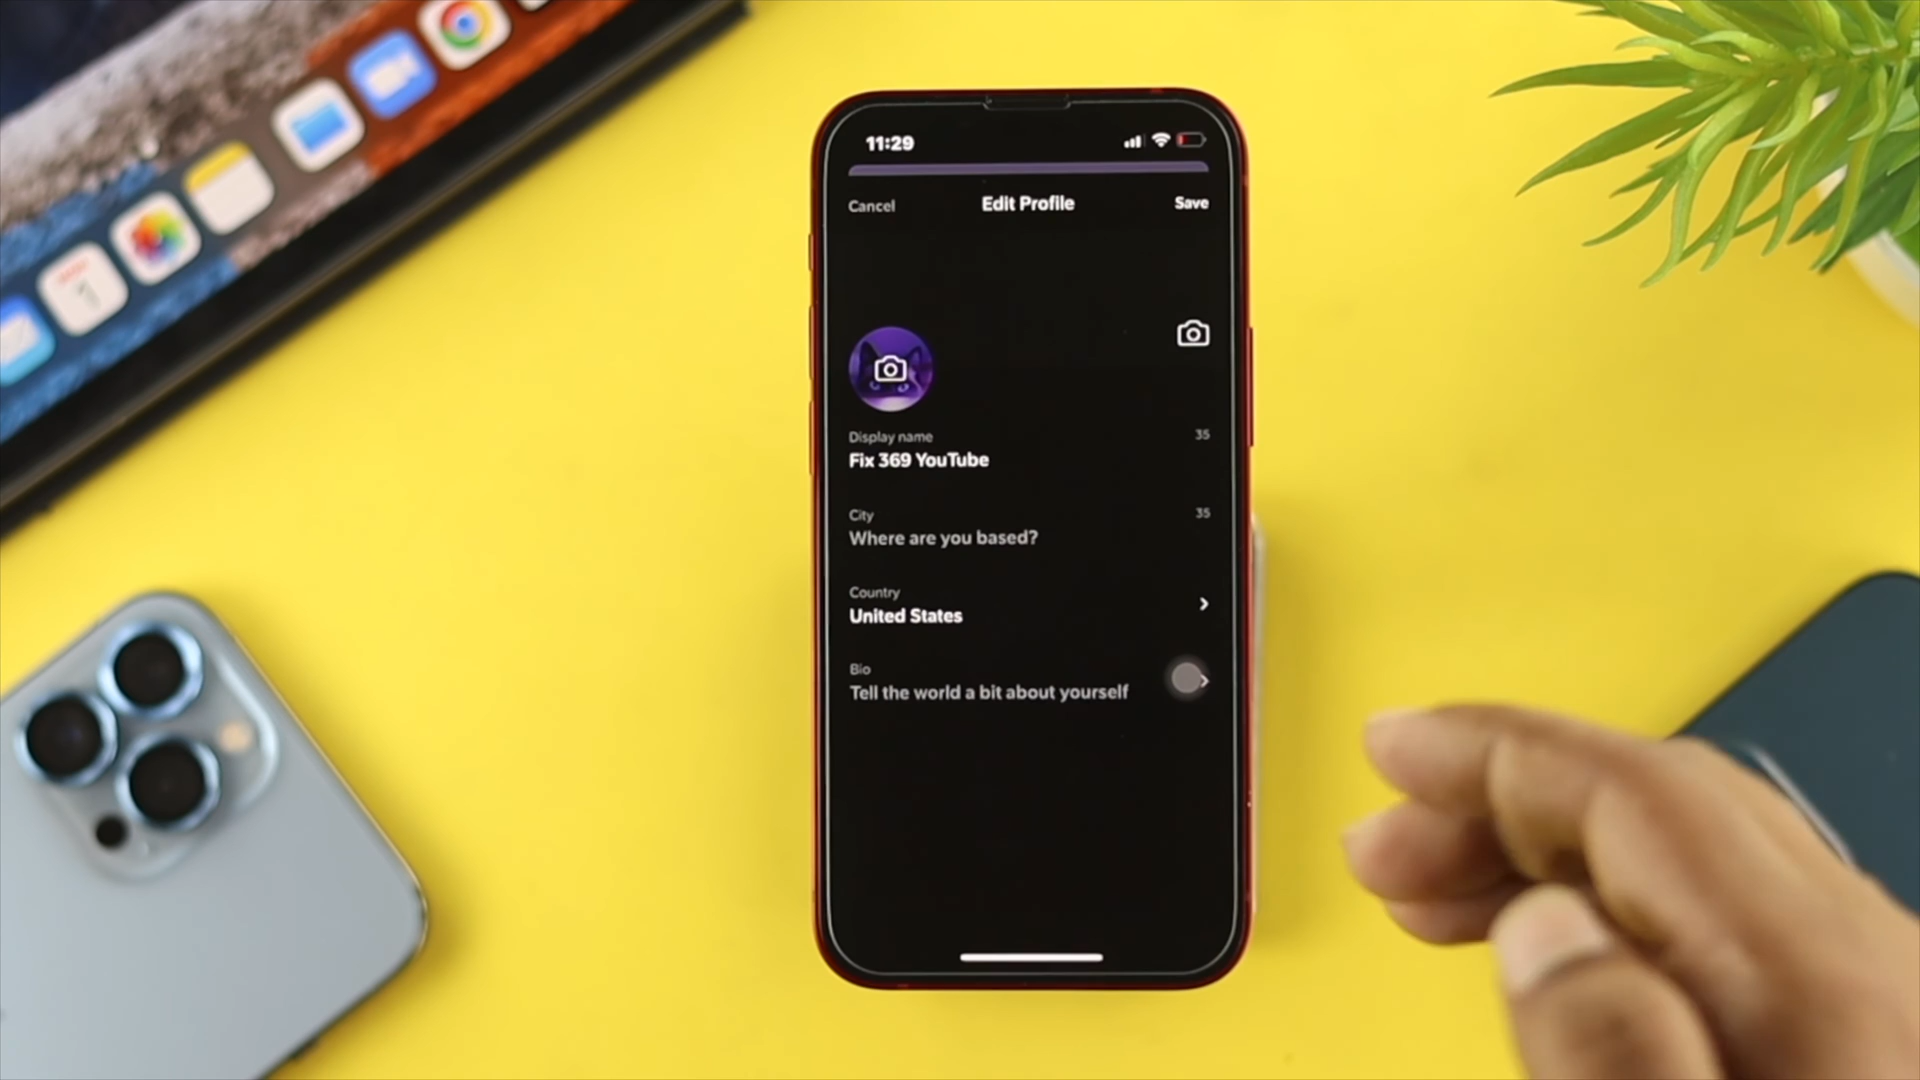 11:29
Cancel
Edit Profile
Save
Display name
35
Fix 369 YouTube
City
35
Where are you based?
Country
United States
Bio
Tell the world a bit about yourself
1